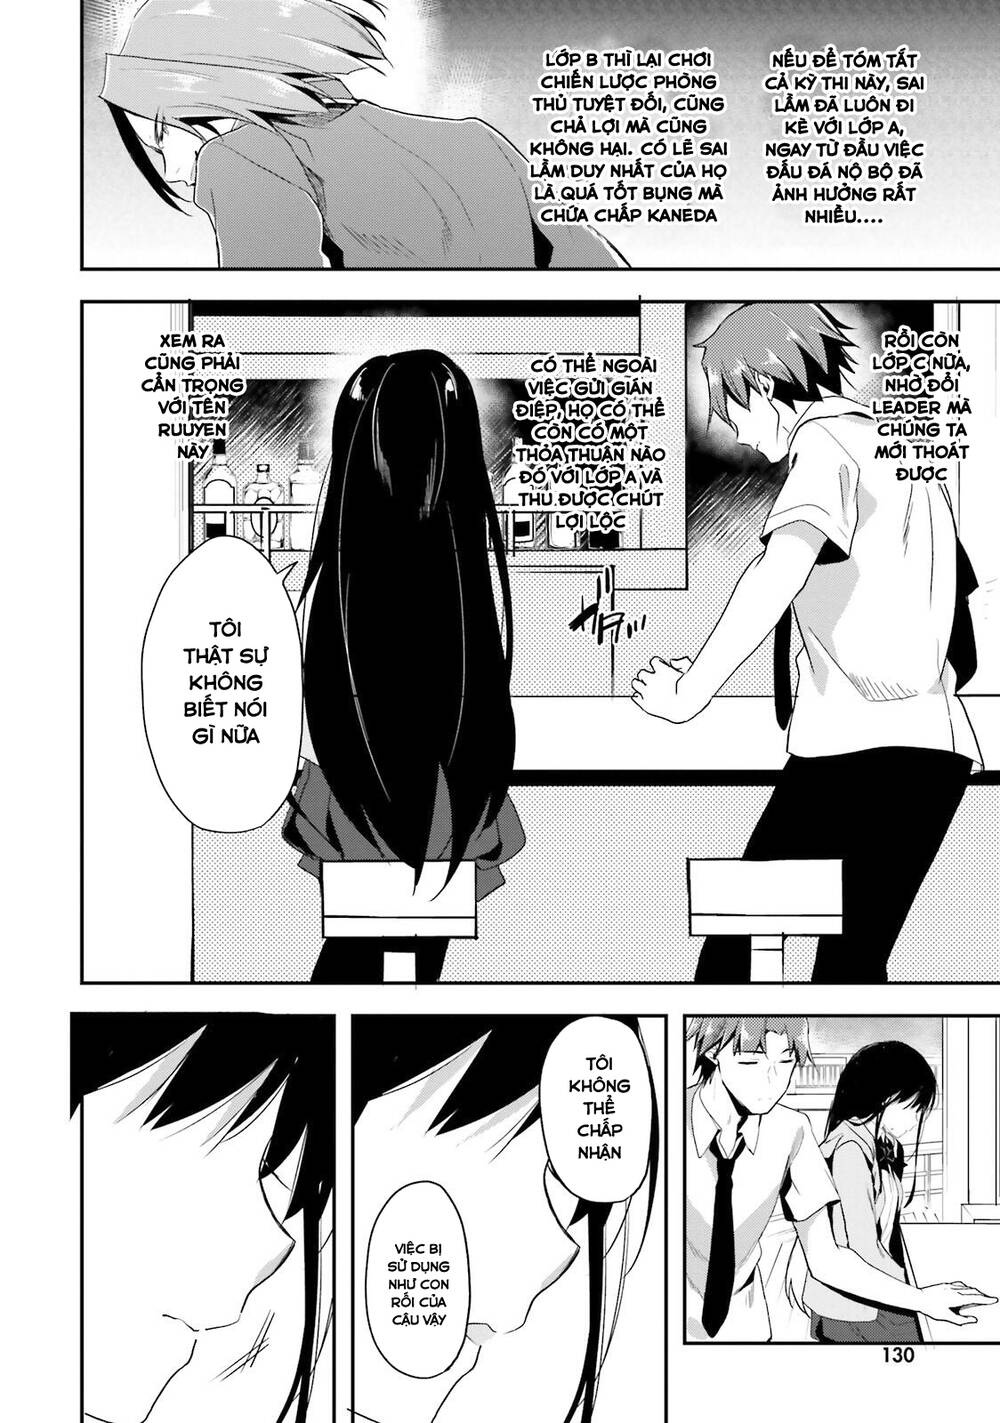 NẾU ĐỂ TÓM TẮT
CẢ KỲ THI NÀY, SAI
LẦM ĐÃ LUÔN ĐI
KÈ VỚI LỚP A,
NGAY TỪ ĐẦU VIỆC
ĐẤU ĐÁ NỘ BỘ ĐÃ
ẢNH HƯỞNG RẤT
NHIỀU....
LỚP B THÌ LẠI CHƠI
CHIẾN LƯỢC PHÒNG
THỦ TUYỆT ĐỐI, CŨNG
CHẢ LỢI MÀ CŨNG
KHÔNG HẠI. CÓ LẼ SAI
LẦM DUY NHẤT CỦA HỌ
LÀ QUÁ TỐT BỤNG MÀ
CHỨA CHẤP KANEDA
RỒI CÒN
LỚP C NỮA,
NHỜ ĐỔI
LEADER MÀ
CHÚNG TA
MỚI THOÁT
ĐƯỢC
CÓ THỂ NGOÀI
VIỆC GỬI GIÁN
ĐIỆP, HỌ CÓ THỂ
CÒN CÓ MỘT
THỎA THUẬN NÀO
ĐÓ VỚI LỚP A VÀ
THU ĐƯỢC CHÚT
LỢI LỘC
XEM RA
CŨNG PHẢI
CẨN TRỌNG
VỚI TÊN
RUUYEN
NÀY
TÔI
THẬT SỰ
KHÔNG
BIẾT NÓI
GÌ NỮA
TÔI
KHÔNG
THỂ
CHẤP
NHẬN
VIỆC BỊ
SỬ DỤNG
NHƯ CON
RỐI CỦA
CẬU VẬY
130